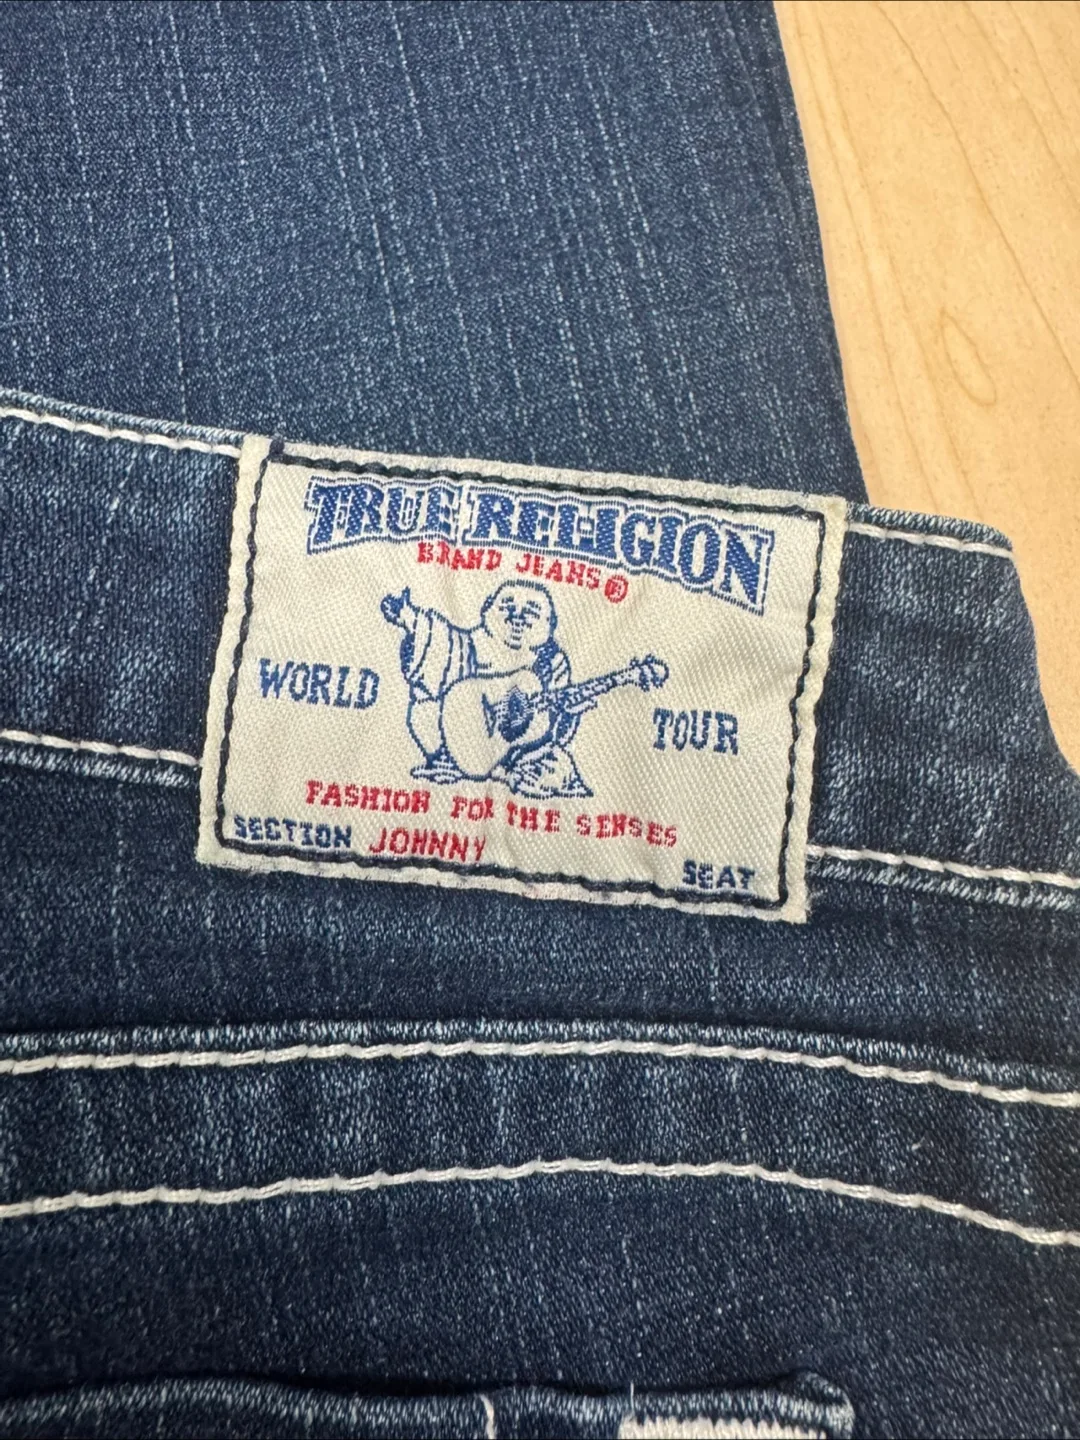 TRUE RELIGION
BRAND JEANS®
WORLD TOUR
FASHION FOR THE SENSES
SECTION JOHNNY SEAT